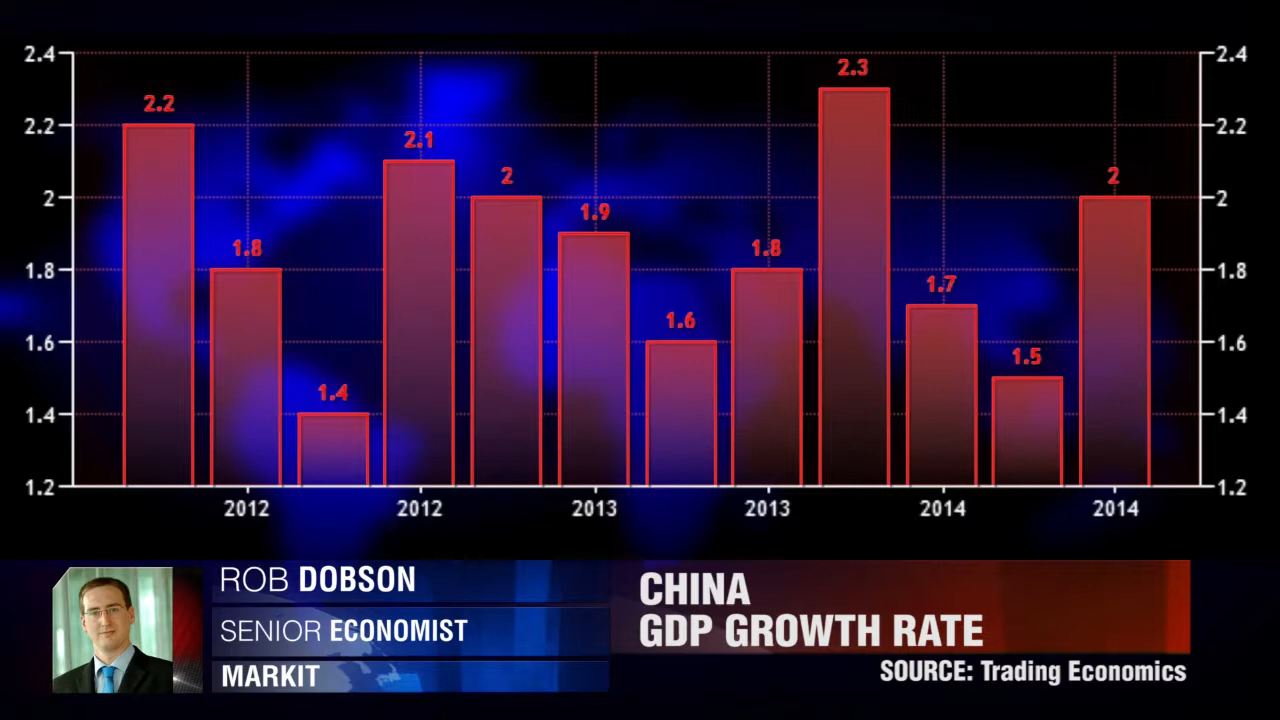 2.4 2.4
2.3
2.2
2.2 2.2
2.1
2 2
2 2
1.9
1.8 1.8
1.8 1.8
1.7
1.6
1.6 1.6
1.5
1.4
1.4 1.4
1.2 1.2
2012 2012 2013 2013 2014 2014
ROB DOBSON
SENIOR ECONOMIST
MARKIT
CHINA
GDP GROWTH RATE
SOURCE: Trading Economics